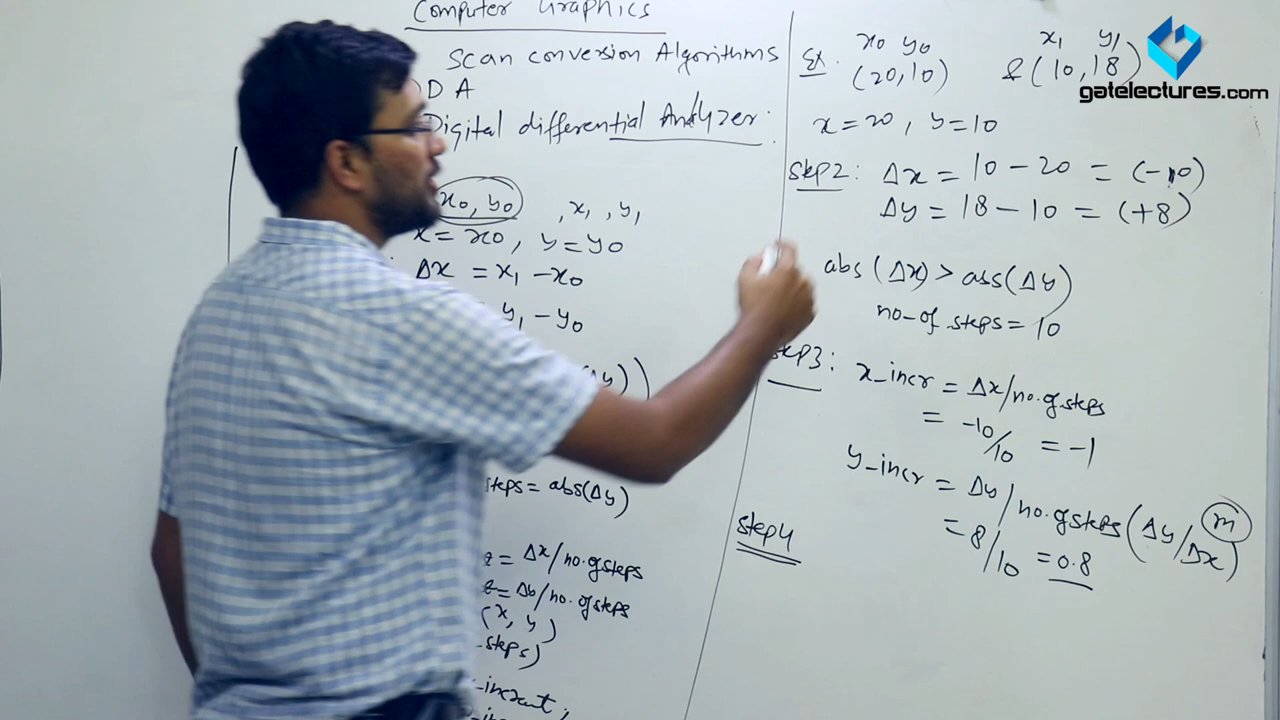 Computer Graphics
Scan conversion Algorithms
DDA
Digital differential Analyzer.
(x0, y0) , x1, y1
x = x0, y = y0
Δx = x1 - x0
y1 - y0
steps = abs(Δy)
= Δx/no.of steps
= Δy/no.of steps
(x, y)
steps)
Ex. x0 y0 x1 y1
(20,10) & (10,18)
x=20, y=10
Step2: Δx = 10 - 20 = (-10)
Δy = 18 - 10 = (+8)
abs(Δx) > abs(Δy)
no-of steps = 10
Step3: x_incr = Δx/no.of steps
= -10/10 = -1
y_incr = Δy/no.of steps (Δy/Δx) m
= 8/10 = 0.8
Step4
gatelectures.com